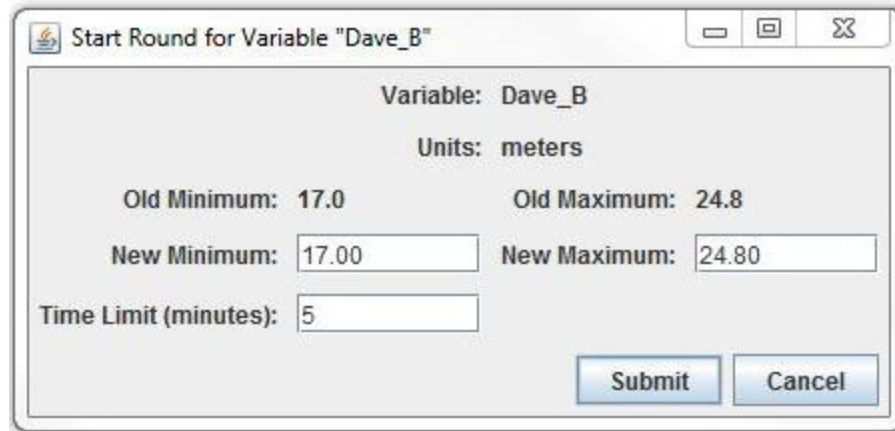 Start Round for Variable "Dave_B"
Variable: Dave_B
Units: meters
Old Minimum: 17.0 Old Maximum: 24.8
New Minimum: 17.00 New Maximum: 24.80
Time Limit (minutes): 5
Submit Cancel